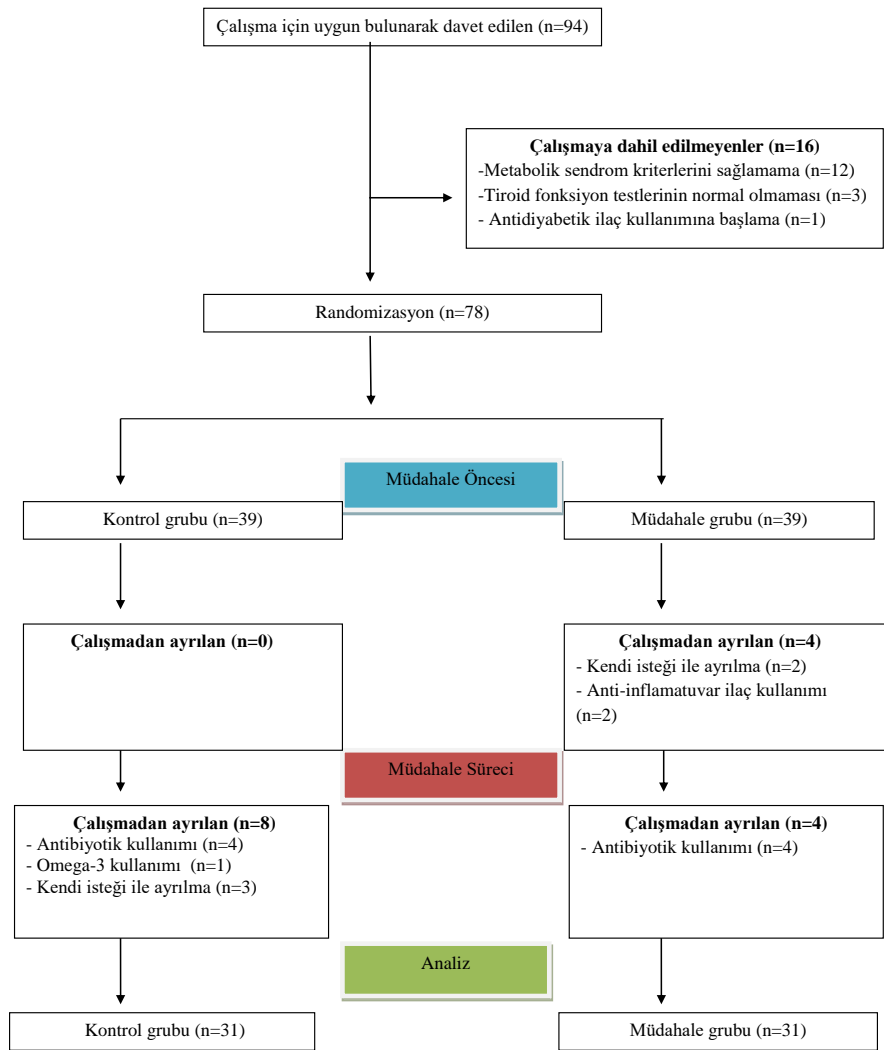 Çalışma için uygun bulunarak davet edilen (n=94)
Çalışmaya dahil edilmeyenler (n=16)
-Metabolik sendrom kriterlerini sağlamama (n=12)
-Tiroid fonksiyon testlerinin normal olmaması (n=3)
- Antidiyabetik ilaç kullanımına başlama (n=1)
Randomizasyon (n=78)
Müdahale Öncesi
Kontrol grubu (n=39)
Müdahale grubu (n=39)
Çalışmadan ayrılan (n=0)
Çalışmadan ayrılan (n=4)
- Kendi isteği ile ayrılma (n=2)
- Anti-inflamatuvar ilaç kullanımı
(n=2)
Müdahale Süreci
Çalışmadan ayrılan (n=8)
- Antibiyotik kullanımı (n=4)
- Omega-3 kullanımı (n=1)
- Kendi isteği ile ayrılma (n=3)
Çalışmadan ayrılan (n=4)
- Antibiyotik kullanımı (n=4)
Analiz
Kontrol grubu (n=31)
Müdahale grubu (n=31)